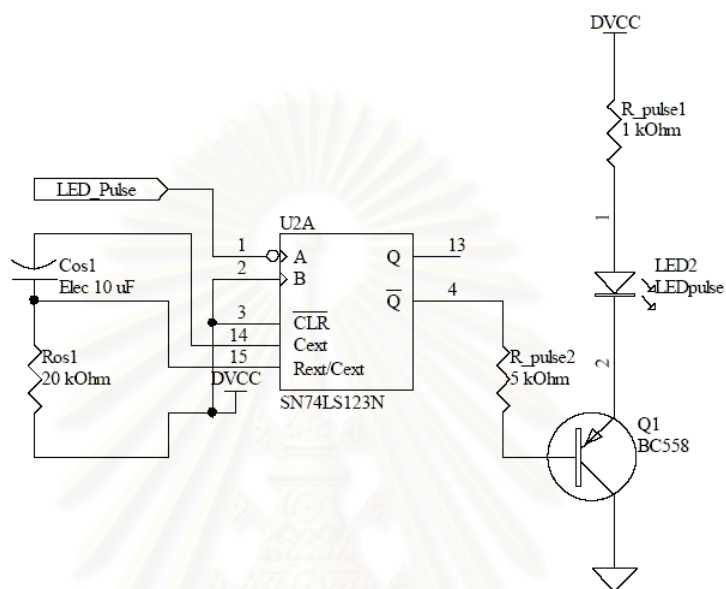 DVCC
R_pulse1
1 kOhm
LED_Pulse
U2A
1
A
Q
13
1
2
B
LED2
LEDpulse
Cos1
Elec 10 uF
Q
4
3
CLR
14
Cext
15
Rext/Cext
Ros1
20 kOhm
DVCC
SN74LS123N
R_pulse2
5 kOhm
2
Q1
BC558